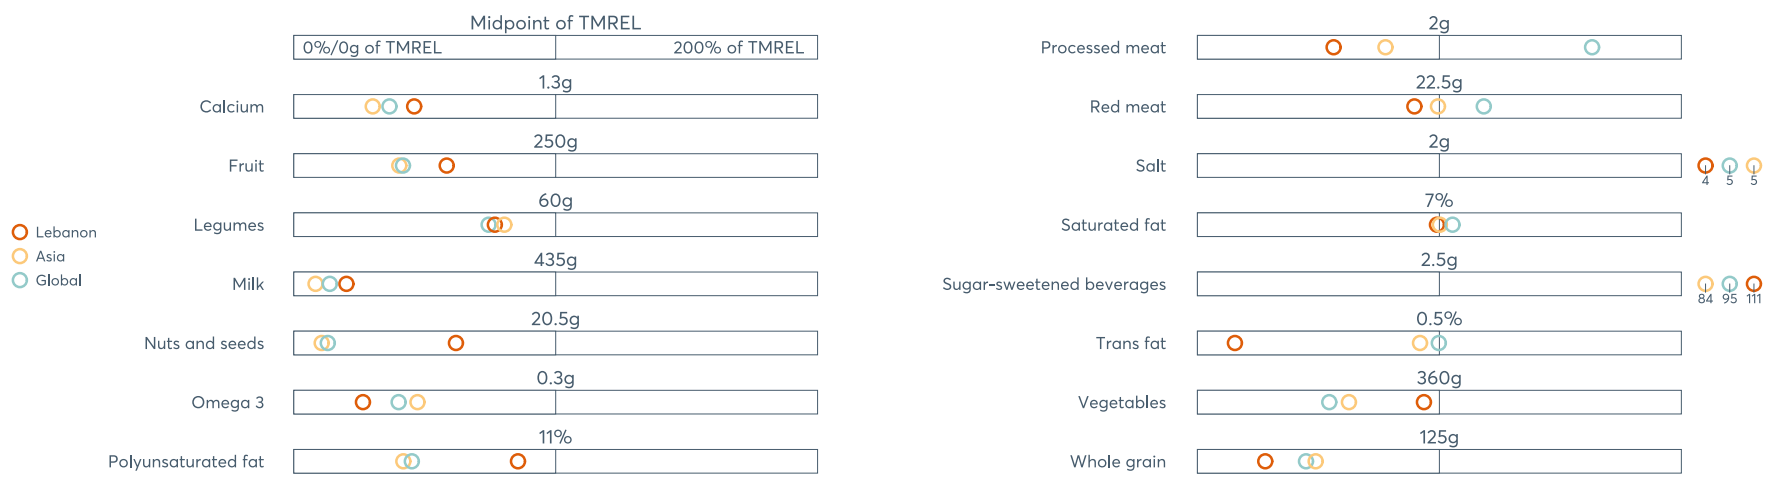 Midpoint of TMREL
0%/0g of TMREL 200% of TMREL
1.3g
Calcium
250g
Fruit
60g
Legumes
435g
Milk
20.5g
Nuts and seeds
0.3g
Omega 3
11%
Polyunsaturated fat
Lebanon
Asia
Global
2g
Processed meat
22.5g
Red meat
2g
Salt
4 5 5
7%
Saturated fat
2.5g
Sugar-sweetened beverages
84 95 111
0.5%
Trans fat
360g
Vegetables
125g
Whole grain